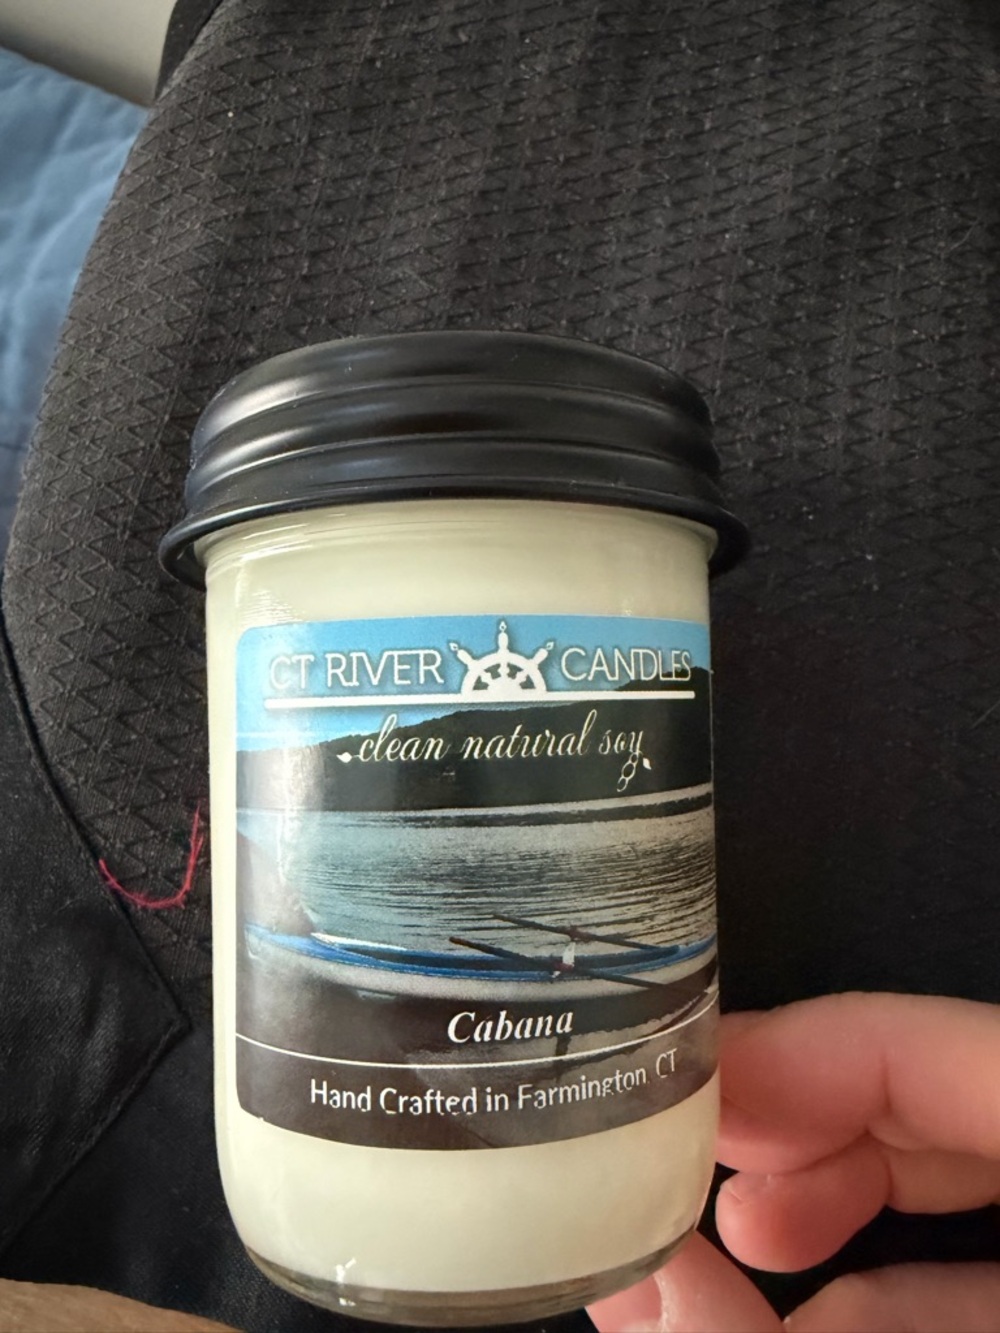 CT RIVER CANDLES
clean natural soy
Cabana
Hand Crafted in Farmington, CT